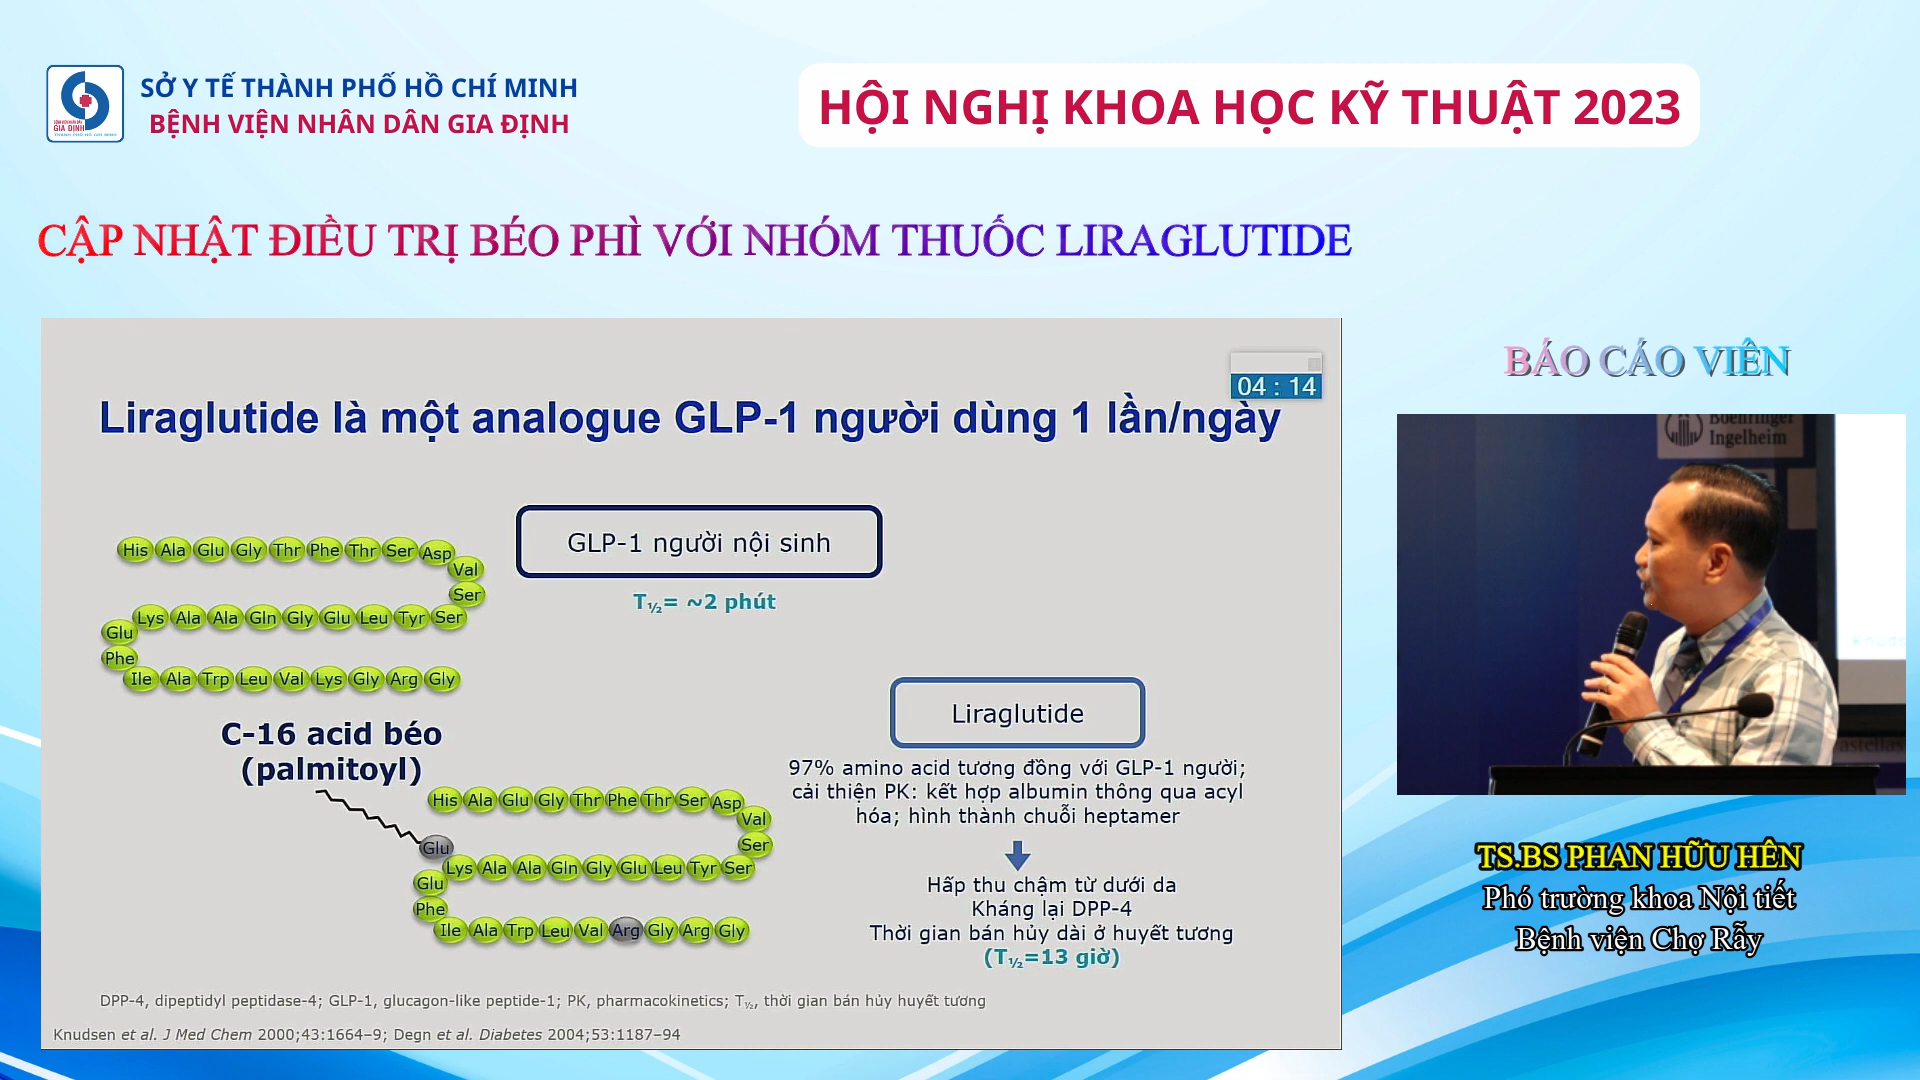 SỞ Y TẾ THÀNH PHỐ HỒ CHÍ MINH
BỆNH VIỆN NHÂN DÂN GIA ĐỊNH
BỆNH VIỆN NHÂN DÂN
GIA ĐỊNH
THÀNH PHỐ HỒ CHÍ MINH
HỘI NGHỊ KHOA HỌC KỸ THUẬT 2023
CẬP NHẬT ĐIỀU TRỊ BÉO PHÌ VỚI NHÓM THUỐC LIRAGLUTIDE
04 : 14
Liraglutide là một analogue GLP-1 người dùng 1 lần/ngày
GLP-1 người nội sinh
T½= ~2 phút
His Ala Glu Gly Thr Phe Thr Ser Asp
Val
Ser
Lys Ala Ala Gln Gly Glu Leu Tyr Ser
Glu
Phe
Ile Ala Trp Leu Val Lys Gly Arg Gly
C-16 acid béo
(palmitoyl)
His Ala Glu Gly Thr Phe Thr Ser Asp
Val
Ser
Glu
Lys Ala Ala Gln Gly Glu Leu Tyr Ser
Glu
Phe
Ile Ala Trp Leu Val Arg Gly Arg Gly
Liraglutide
97% amino acid tương đồng với GLP-1 người;
cải thiện PK: kết hợp albumin thông qua acyl
hóa; hình thành chuỗi heptamer
Hấp thu chậm từ dưới da
Kháng lại DPP-4
Thời gian bán hủy dài ở huyết tương
(T½=13 giờ)
DPP-4, dipeptidyl peptidase-4; GLP-1, glucagon-like peptide-1; PK, pharmacokinetics; T½, thời gian bán hủy huyết tương
Knudsen et al. J Med Chem 2000;43:1664–9; Degn et al. Diabetes 2004;53:1187–94
BÁO CÁO VIÊN
Boehringer
Ingelheim
TS.BS PHAN HỮU HÊN
Phó trưởng khoa Nội tiết
Bệnh viện Chợ Rẫy